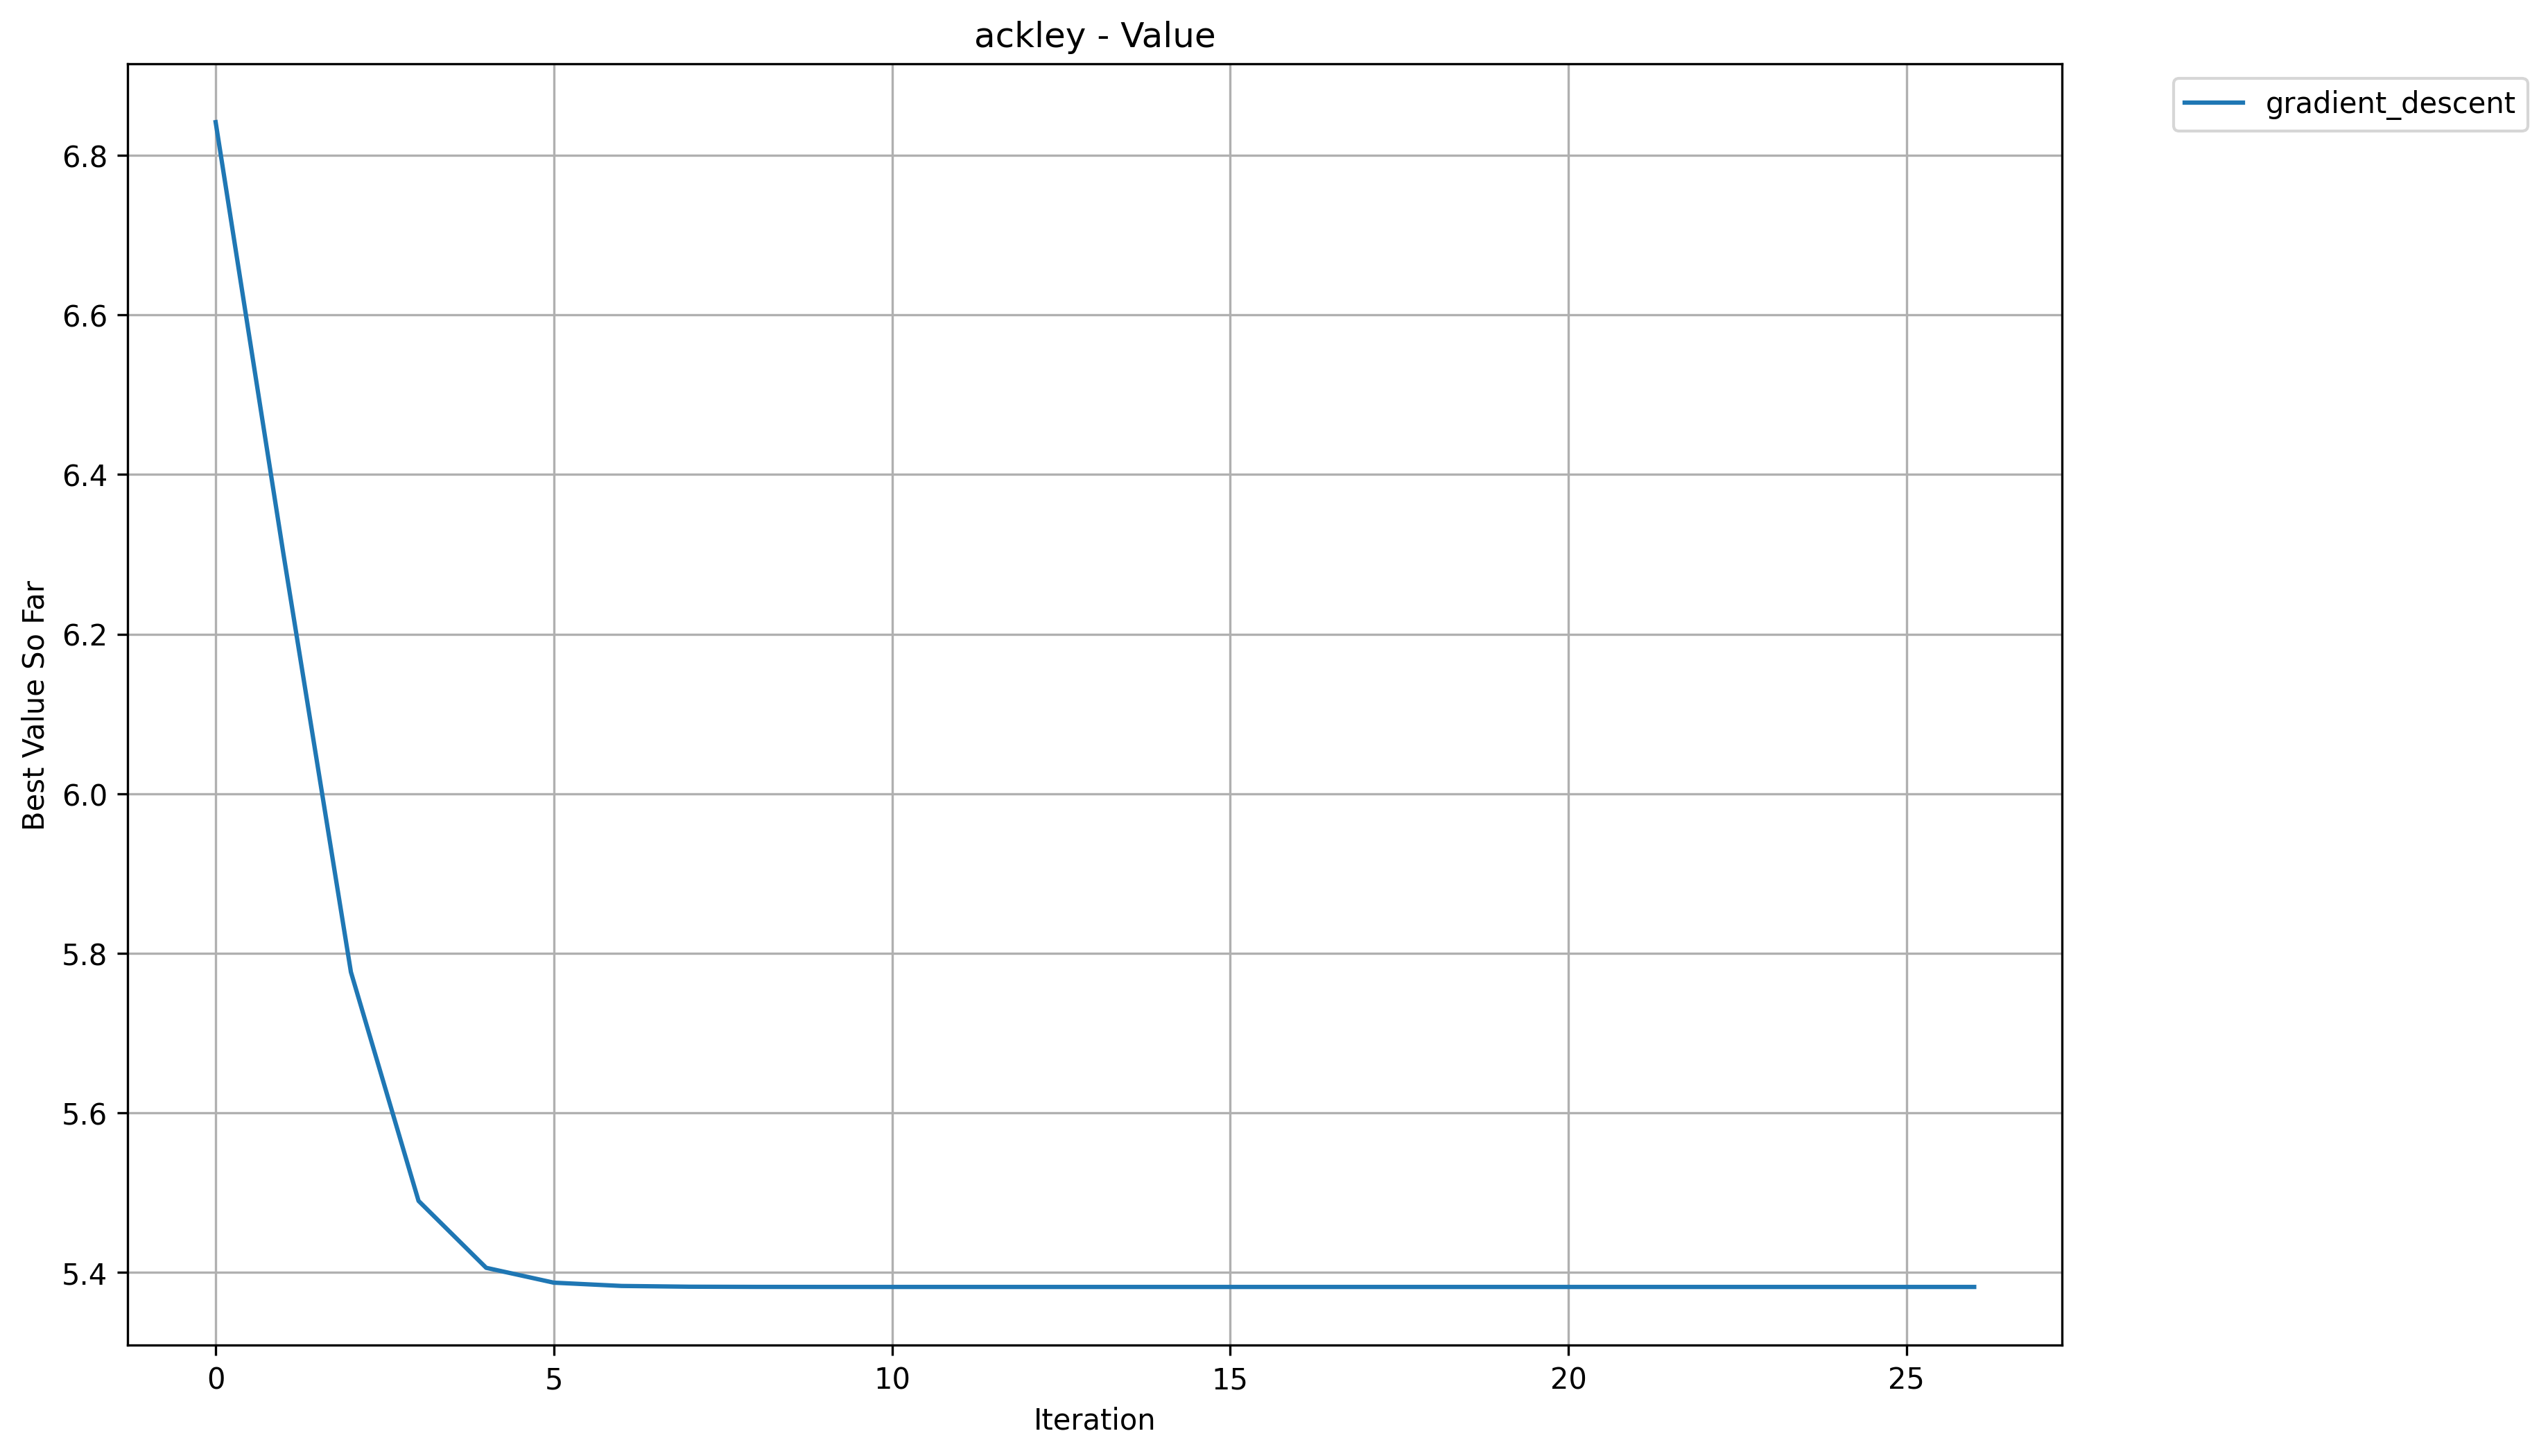 ackley - Value
gradient_descent
Best Value So Far
6.8
6.6
6.4
6.2
6.0
5.8
5.6
5.4
0 5 10 15 20 25
Iteration